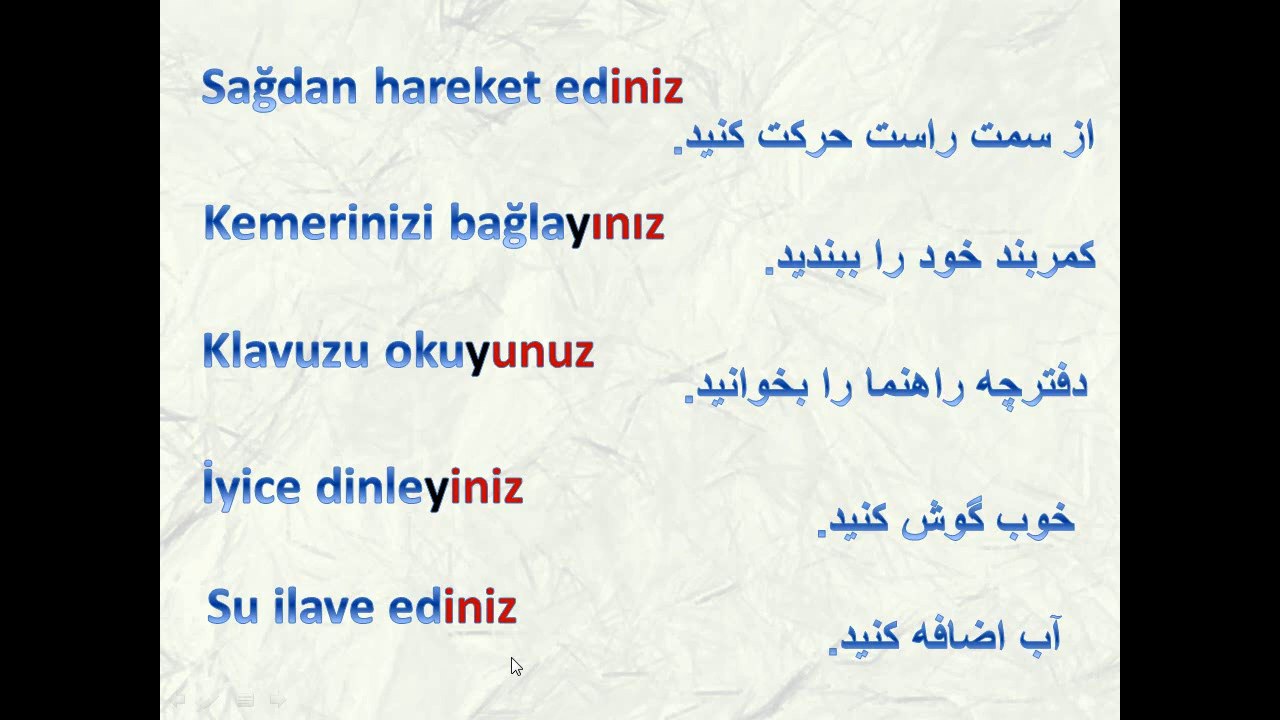 Sağdan hareket ediniz
از سمت راست حرکت کنید.
Kemerinizi bağlayınız
کمربند خود را ببندید.
Klavuzu okuyunuz
دفترچه راهنما را بخوانید.
İyice dinleyiniz
خوب گوش کنید.
Su ilave ediniz
آب اضافه کنید.